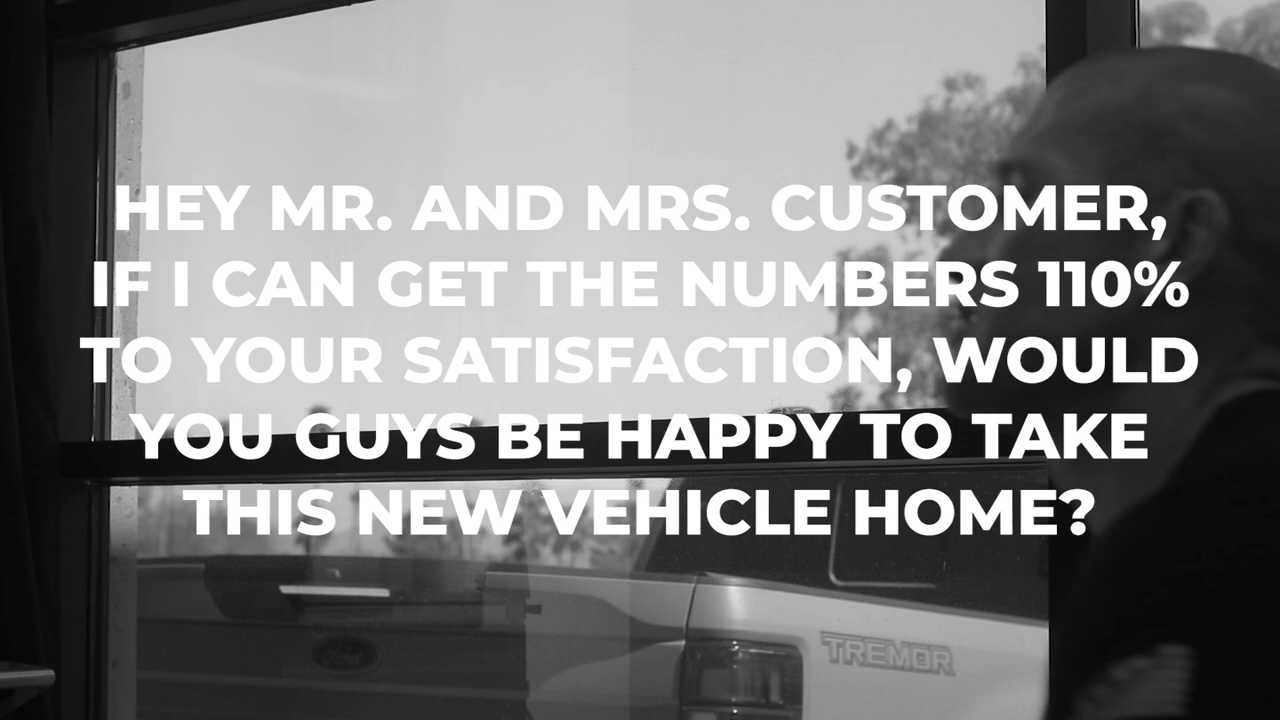 HEY MR. AND MRS. CUSTOMER,
IF I CAN GET THE NUMBERS 110%
TO YOUR SATISFACTION, WOULD
YOU GUYS BE HAPPY TO TAKE
THIS NEW VEHICLE HOME?
Ford
TREMOR